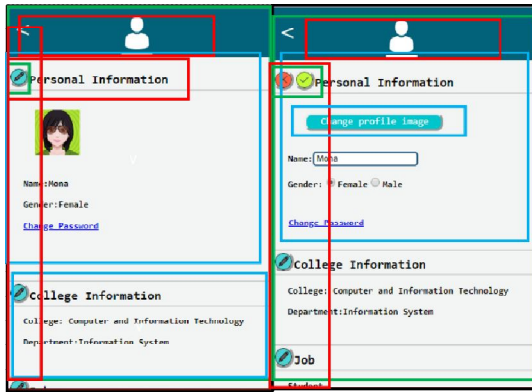 <
Personal Information
Name:Mona
Gender:Female
Change Password
College Information
College: Computer and Information Technology
Department:Information System
<
Personal Information
Change profile image
Name: Mona
Gender: Female Male
Change Password
College Information
College: Computer and Information Technology
Department:Information System
Job
Student